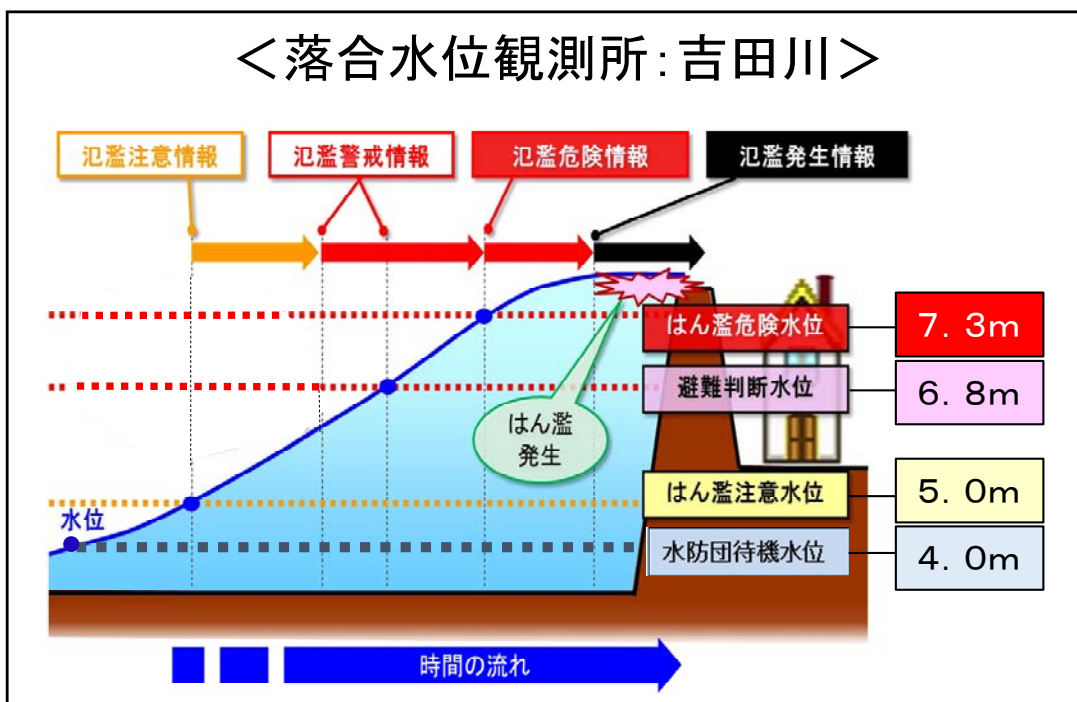 ＜落合水位観測所：吉田川＞
氾濫注意情報
氾濫警戒情報
氾濫危険情報
氾濫発生情報
はん濫危険水位
７．３ｍ
避難判断水位
６．８ｍ
はん濫
発生
はん濫注意水位
５．０ｍ
水位
水防団待機水位
４．０ｍ
時間の流れ